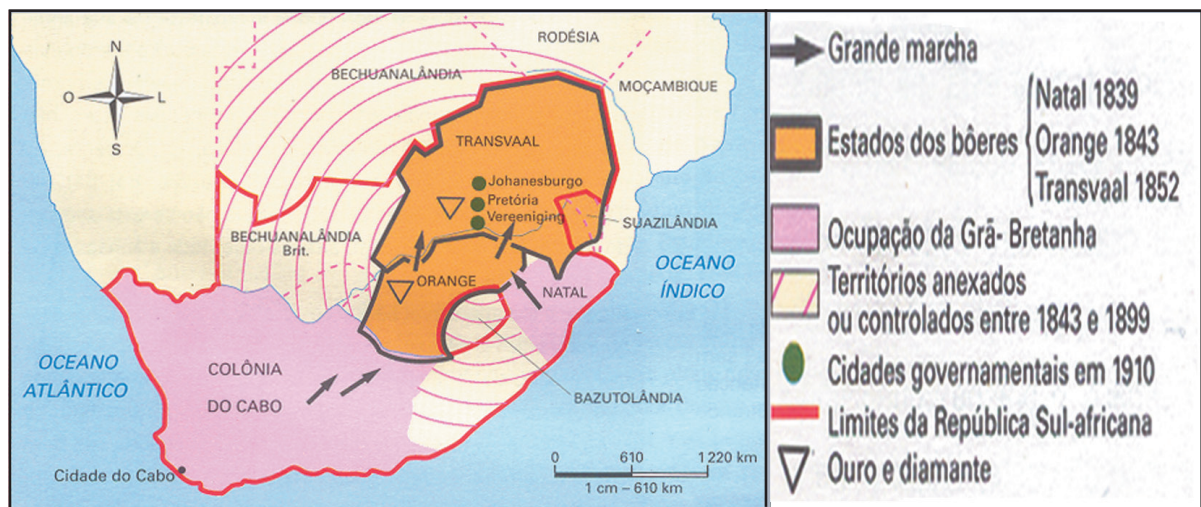 N
O
L
S
RODÉSIA
BECHUANALÂNDIA
MOÇAMBIQUE
TRANSVAAL
Johanesburgo
Pretória
Vereeniging
SUAZILÂNDIA
BECHUANALÂNDIA
Brit.
ORANGE
NATAL
OCEANO
ÍNDICO
OCEANO
ATLÂNTICO
COLÔNIA
DO CABO
BAZUTOLÂNDIA
Cidade do Cabo
0 610 1 220 km
1 cm – 610 km
Grande marcha
Estados dos bôeres
Natal 1839
Orange 1843
Transvaal 1852
Ocupação da Grã- Bretanha
Territórios anexados
ou controlados entre 1843 e 1899
Cidades governamentais em 1910
Limites da República Sul-africana
Ouro e diamante